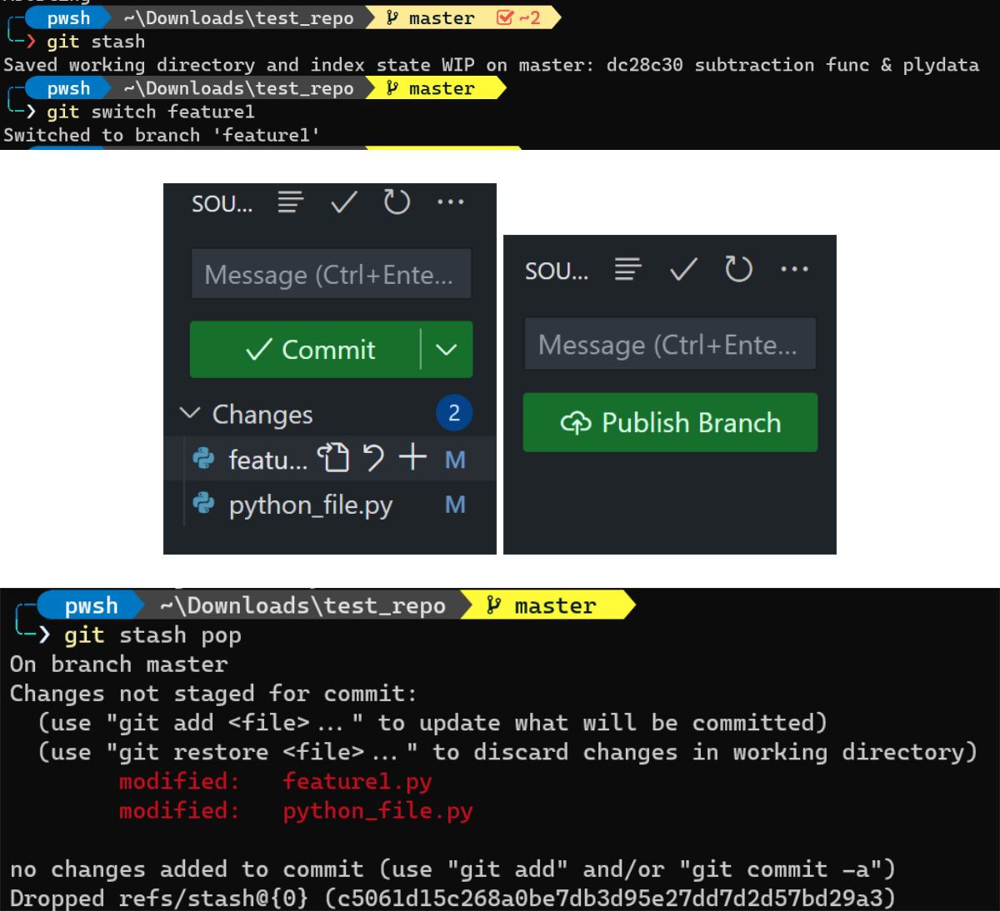 pwsh ~\Downloads\test_repo master ~2
git stash
Saved working directory and index state WIP on master: dc28c30 subtraction func & plydata
pwsh ~\Downloads\test_repo master
git switch feature1
Switched to branch 'feature1'
SOU...
Message (Ctrl+Ente...
Commit
Changes 2
featu... M
python_file.py M
SOU...
Message (Ctrl+Ente...
Publish Branch
pwsh ~\Downloads\test_repo master
git stash pop
On branch master
Changes not staged for commit:
(use "git add <file>..." to update what will be committed)
(use "git restore <file>..." to discard changes in working directory)
modified: feature1.py
modified: python_file.py
no changes added to commit (use "git add" and/or "git commit -a")
Dropped refs/stash@{0} (c5061d15c268a0be7db3d95e27dd7d2d57bd29a3)